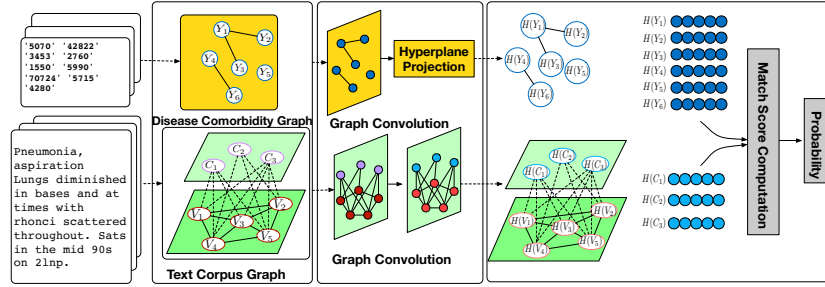 '5070' '42822'
'3453' '2760'
'1550' '5990'
'70724' '5715'
'4280'
Pneumonia,
aspiration
Lungs diminished
in bases and at
times with
rhonci scattered
throughout. Sats
in the mid 90s
on 2lnp.
Y₁
Y₂
Y₄
Y₃
Y₅
Y₆
Disease Comorbidity Graph
C₁
C₂
C₃
V₁
V₂
V₃
V₄
V₅
Text Corpus Graph
Hyperplane
Projection
Graph Convolution
Graph Convolution
H(Y₁)
H(Y₂)
H(Y₄)
H(Y₃)
H(Y₅)
H(Y₆)
H(C₂)
H(C₁)
H(C₃)
H(V₁)
H(V₂)
H(V₃)
H(V₄)
H(V₅)
H(Y₁)
H(Y₂)
H(Y₃)
H(Y₄)
H(Y₅)
H(Y₆)
H(C₁)
H(C₂)
H(C₃)
Match Score Computation
Probability